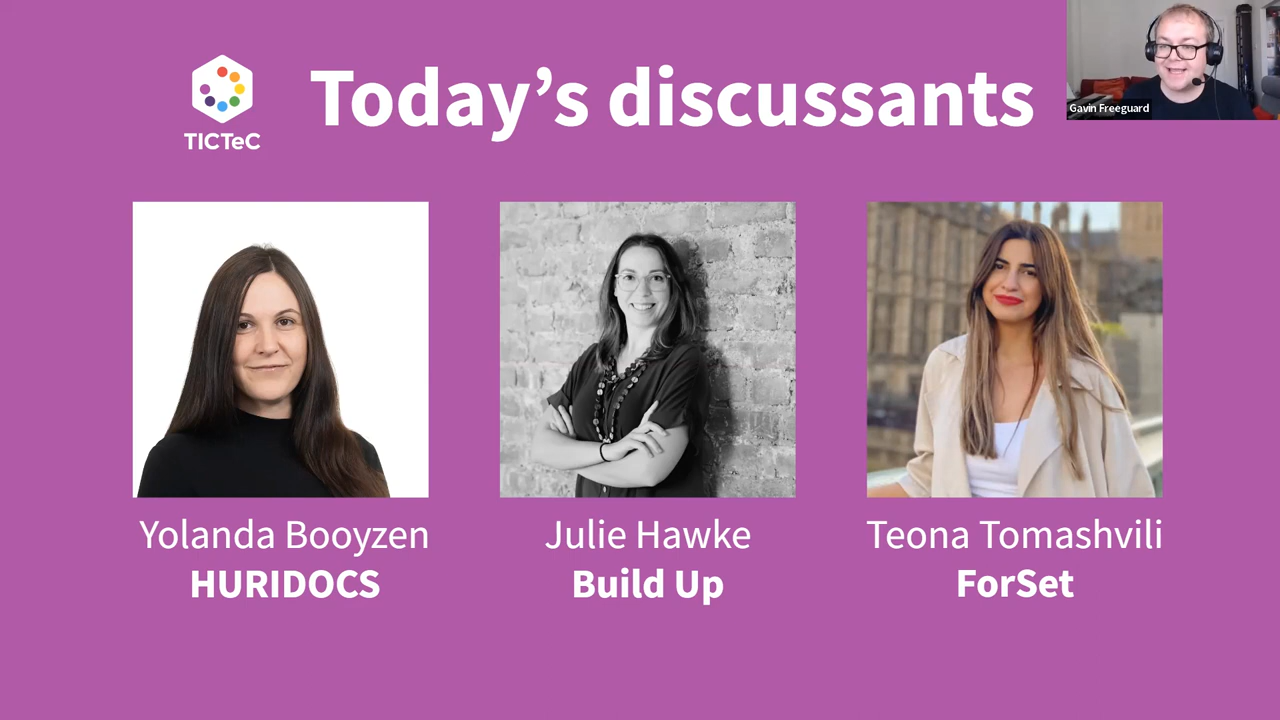 Today’s discussants
TICTeC
Gavin Freeguard
Yolanda Booyzen
HURIDOCS
Julie Hawke
Build Up
Teona Tomashvili
ForSet